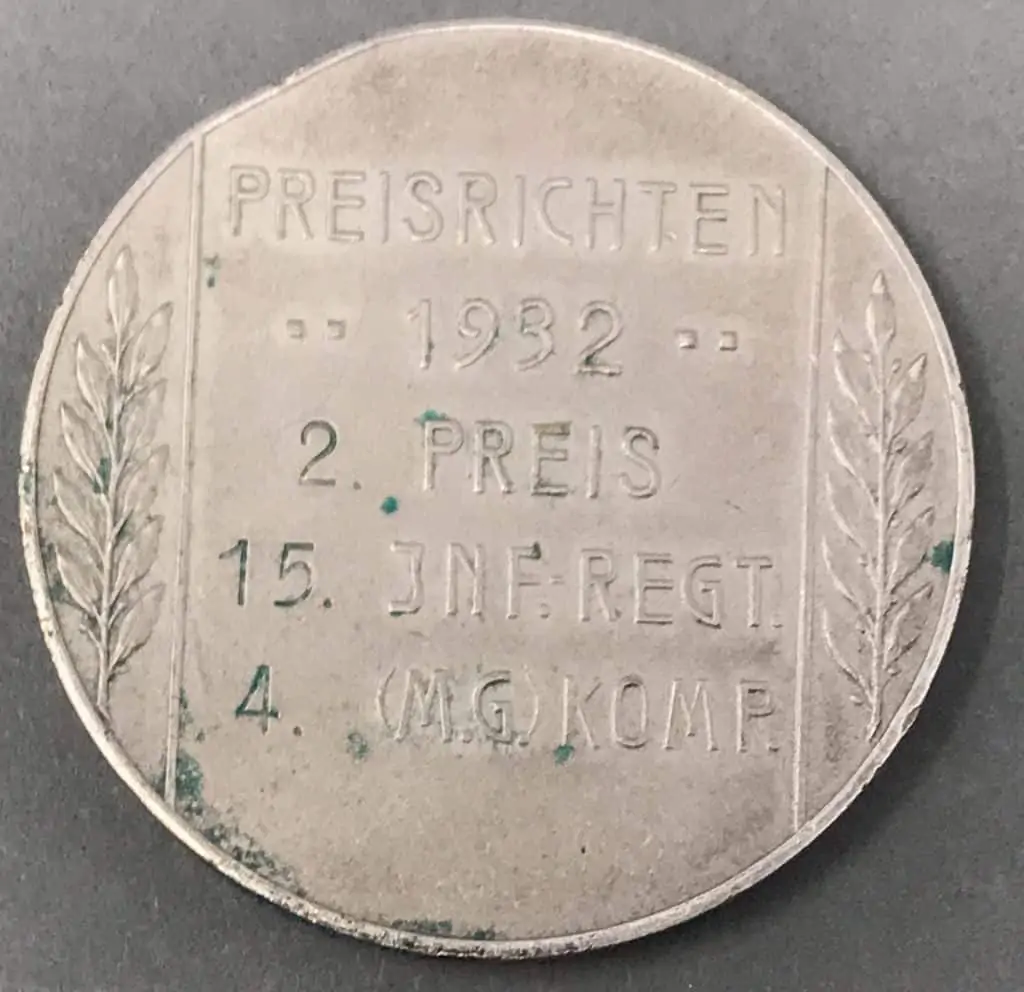 PREISRICHTEN
·· 1932 ··
2. PREIS
15. JNF.-REGT.
4. (M.G.) KOMP.